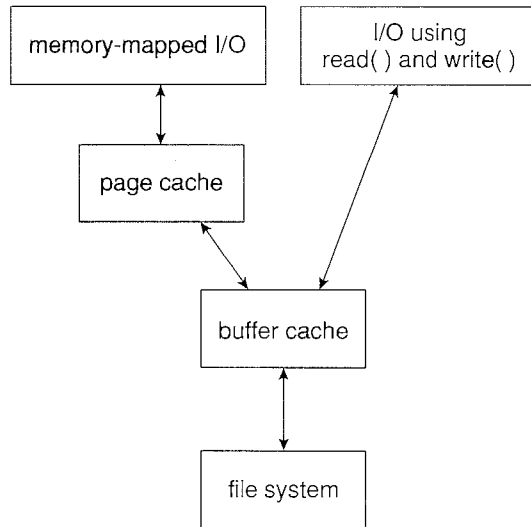 memory-mapped I/O
I/O using
read( ) and write( )
page cache
buffer cache
file system